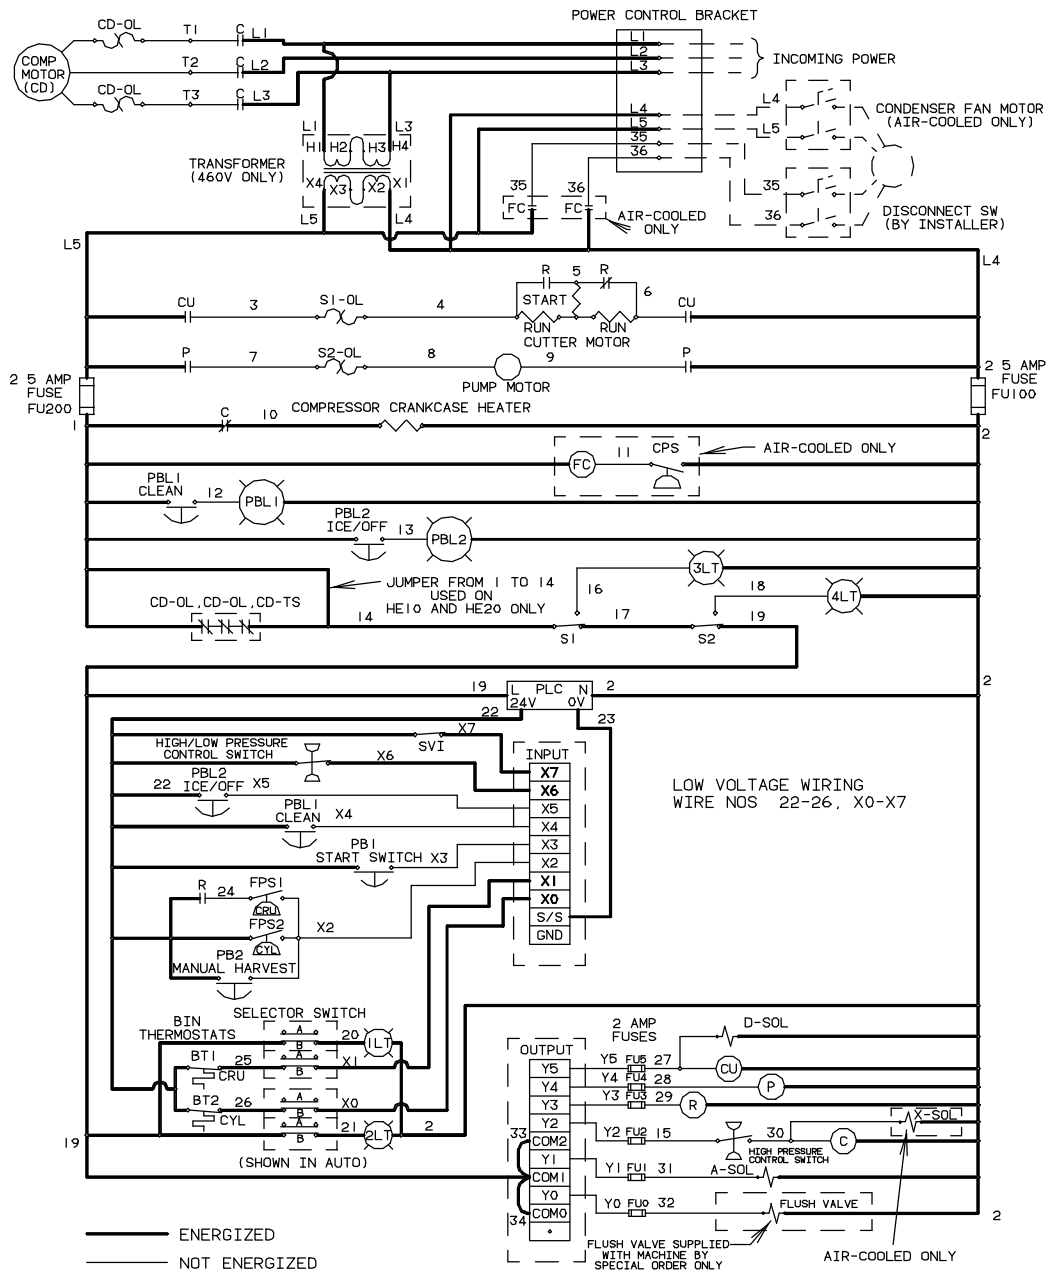 POWER CONTROL BRACKET
CD-OL
T1
C
L1
L1
COMP
MOTOR
(CD)
T2
C
L2
L2
L3
INCOMING POWER
CD-OL
T3
C
L3
L4
L5
35
36
L4
L5
CONDENSER FAN MOTOR
(AIR-COOLED ONLY)
L1
L3
H1
H2
H3
H4
TRANSFORMER
(460V ONLY)
X4
X3
X2
X1
L5
L4
35
36
FC
FC
AIR-COOLED
ONLY
35
36
DISCONNECT SW
(BY INSTALLER)
L5
L4
CU
3
S1-OL
4
R
5
R
START
6
CU
RUN
RUN
CUTTER MOTOR
P
7
S2-OL
8
9
P
PUMP MOTOR
2 5 AMP
FUSE
FU200
2 5 AMP
FUSE
FU100
1
C
10
COMPRESSOR CRANKCASE HEATER
2
FC
11
CPS
AIR-COOLED ONLY
PBL1
CLEAN
12
PBL1
PBL2
ICE/OFF
13
PBL2
JUMPER FROM 1 TO 14
USED ON
HE10 AND HE20 ONLY
16
3LT
18
4LT
CD-OL,CD-OL,CD-TS
14
S1
17
S2
19
2
19
L PLC N
24V 0V
2
22
23
X7
SV1
INPUT
HIGH/LOW PRESSURE
CONTROL SWITCH
X6
X7
X6
X5
X4
X3
X2
X1
X0
S/S
GND
LOW VOLTAGE WIRING
WIRE NOS 22-26, X0-X7
22
PBL2
ICE/OFF
X5
PBL1
CLEAN
X4
PB1
START SWITCH
X3
R
24
FPS1
CRU
FPS2
CYL
X2
PB2
MANUAL HARVEST
SELECTOR SWITCH
BIN
THERMOSTATS
A
B
20
1LT
BT1
25
CRU
A
B
X1
BT2
26
CYL
A
B
X0
A
B
21
2LT
2
(SHOWN IN AUTO)
19
2 AMP
FUSES
D-SOL
OUTPUT
Y5
Y4
Y3
Y2
COM2
Y1
COM1
Y0
COM0
33
34
Y5 FU5 27
CU
Y4 FU4 28
P
Y3 FU3 29
R
X-SOL
Y2 FU2 15
30
C
HIGH PRESSURE
CONTROL SWITCH
Y1 FU1 31
A-SOL
Y0 FU0 32
FLUSH VALVE
2
FLUSH VALVE SUPPLIED
WITH MACHINE BY
SPECIAL ORDER ONLY
AIR-COOLED ONLY
ENERGIZED
NOT ENERGIZED